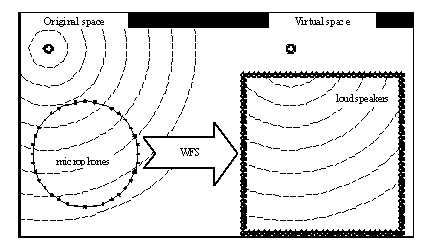 Original space
Virtual space
loudspeakers
microphones
WFS